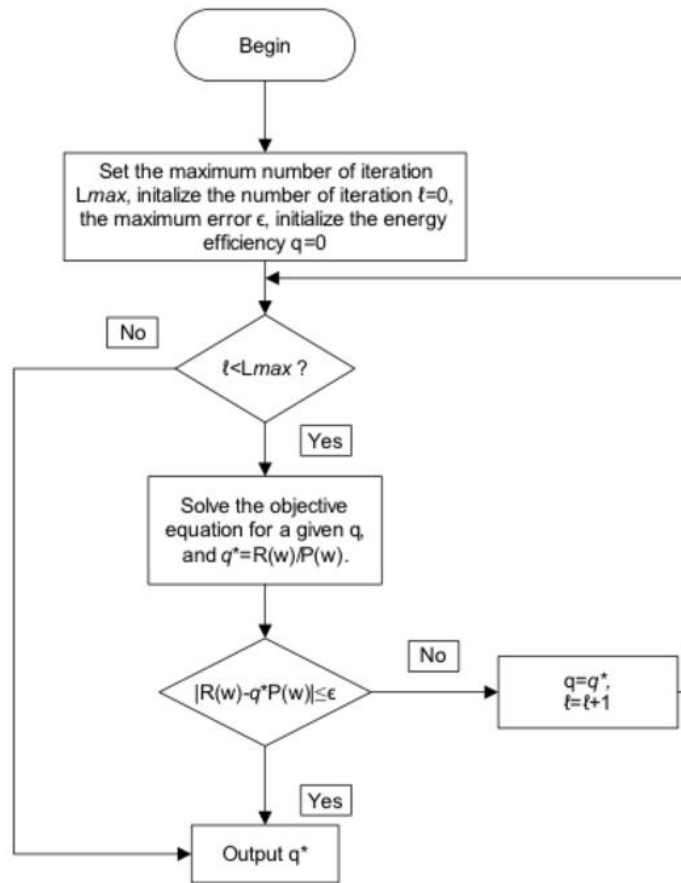 Begin
Set the maximum number of iteration
Lmax, initalize the number of iteration ℓ=0,
the maximum error ϵ, initialize the energy
efficiency q=0
No
ℓ<Lmax ?
Yes
Solve the objective
equation for a given q,
and q*=R(w)/P(w).
|R(w)-q*P(w)|≤ϵ
No
q=q*,
ℓ=ℓ+1
Yes
Output q*